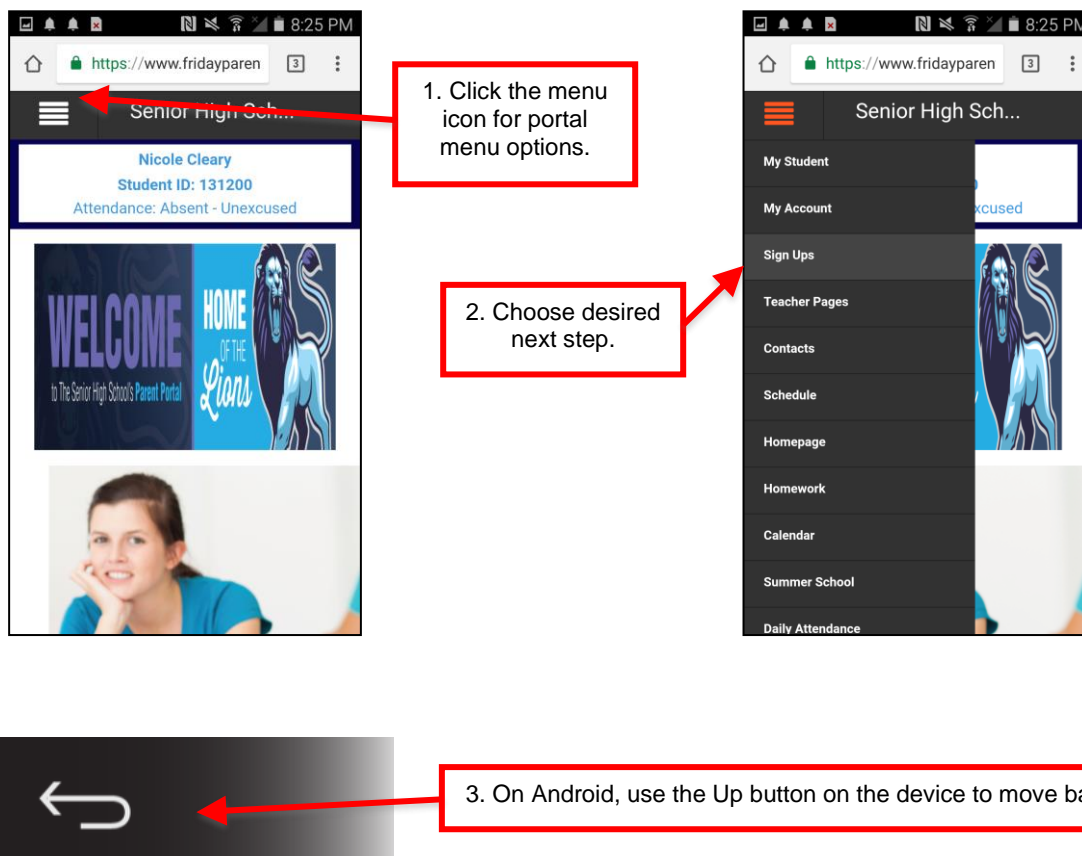 8:25 PM
https://www.fridayparen
3
Senior High Sch...
Nicole Cleary
Student ID: 131200
Attendance: Absent - Unexcused
WELCOME
to The Senior High School's Parent Portal
HOME
OF THE
Lions
1. Click the menu
icon for portal
menu options.
2. Choose desired
next step.
8:25 PM
https://www.fridayparen
3
Senior High Sch...
My Student
My Account
xcused
Sign Ups
Teacher Pages
Contacts
Schedule
Homepage
Homework
Calendar
Summer School
Daily Attendance
3. On Android, use the Up button on the device to move ba